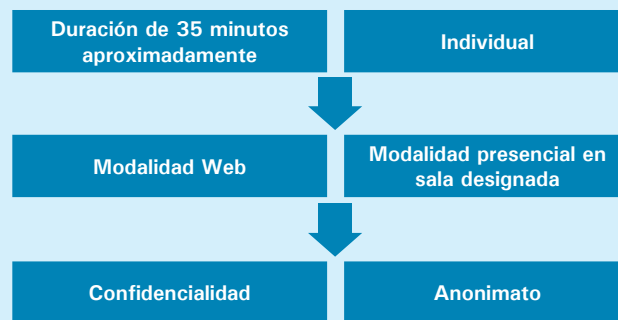 Duración de 35 minutos
aproximadamente
Individual
Modalidad Web
Modalidad presencial en
sala designada
Confidencialidad
Anonimato